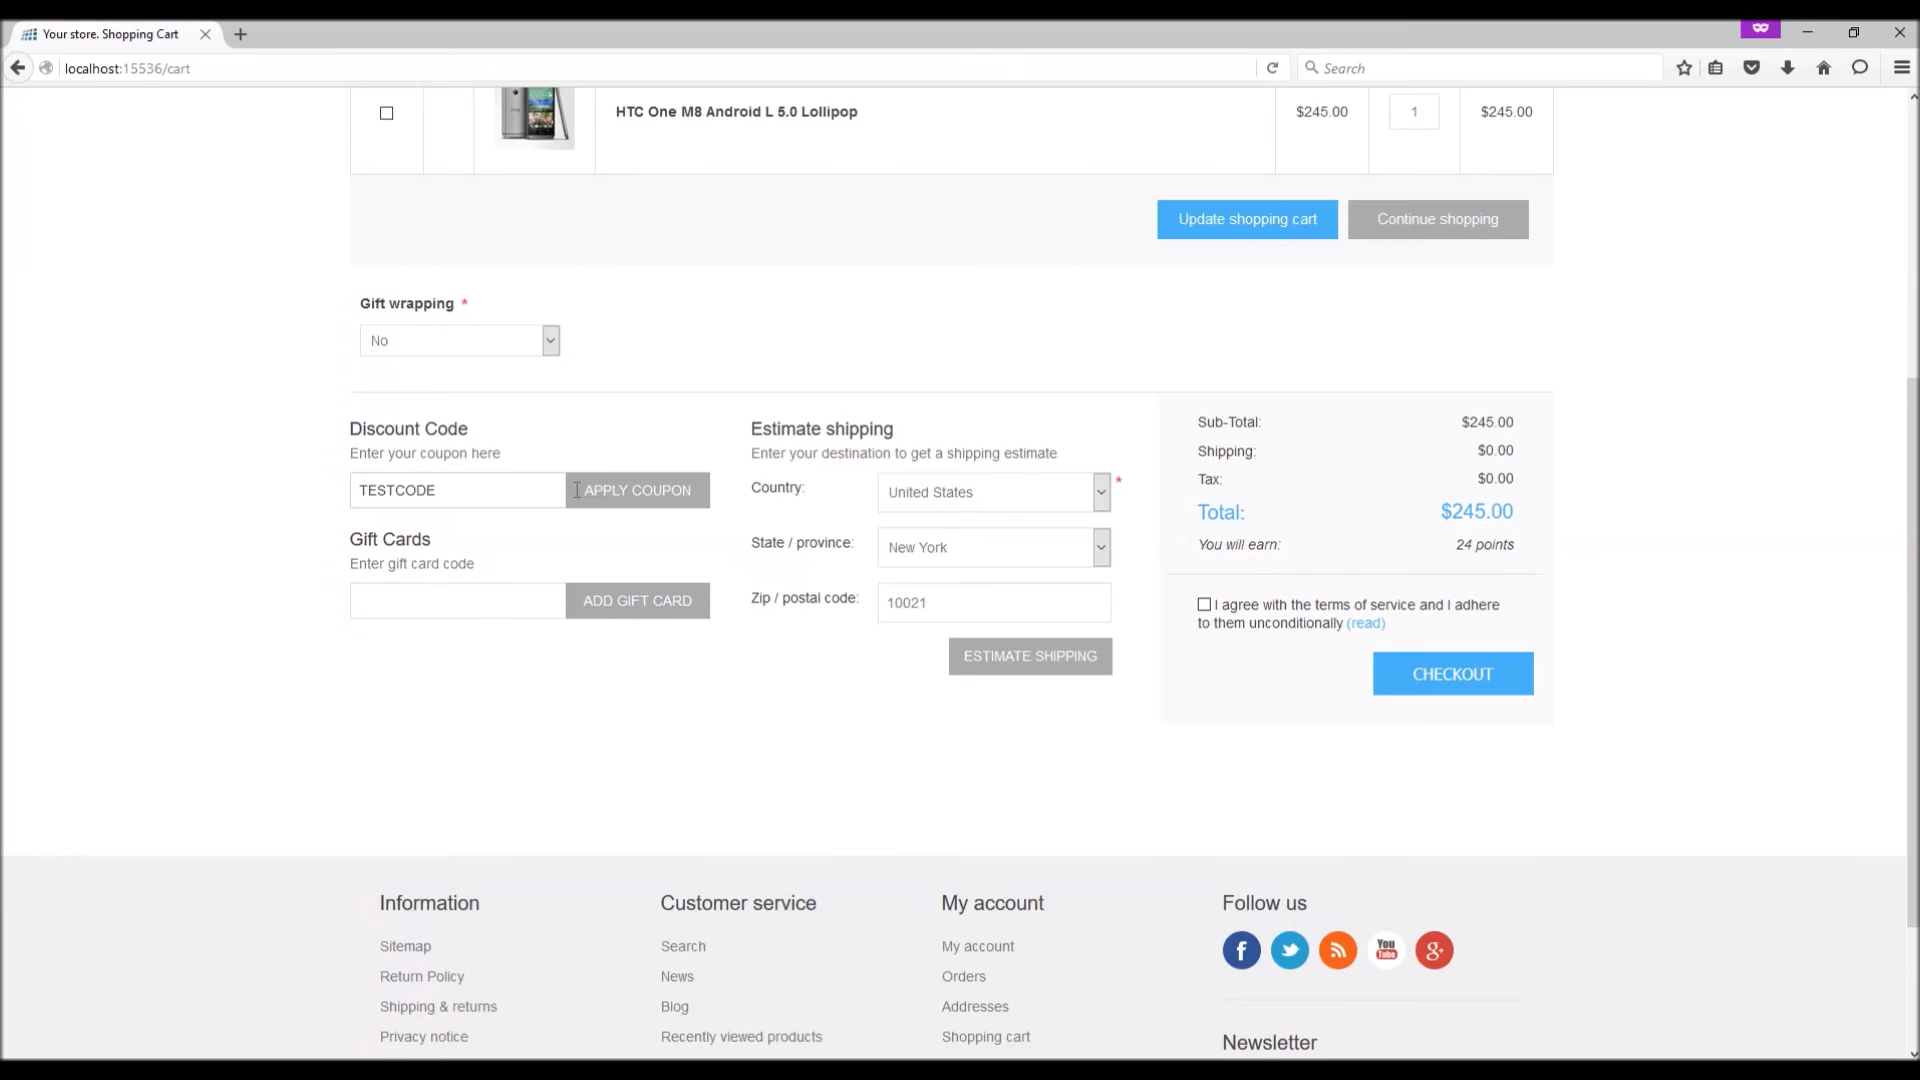 Your store. Shopping Cart
localhost:15536/cart
Search
HTC One M8 Android L 5.0 Lollipop
$245.00
1
$245.00
Update shopping cart
Continue shopping
Gift wrapping *
No
Discount Code
Enter your coupon here
TESTCODE
APPLY COUPON
Gift Cards
Enter gift card code
ADD GIFT CARD
Estimate shipping
Enter your destination to get a shipping estimate
Country:
United States
*
State / province:
New York
Zip / postal code:
10021
ESTIMATE SHIPPING
Sub-Total: $245.00
Shipping: $0.00
Tax: $0.00
Total: $245.00
You will earn: 24 points
I agree with the terms of service and I adhere
to them unconditionally (read)
CHECKOUT
Information
Sitemap
Return Policy
Shipping & returns
Privacy notice
Customer service
Search
News
Blog
Recently viewed products
My account
My account
Orders
Addresses
Shopping cart
Follow us
You
Tube
g+
Newsletter